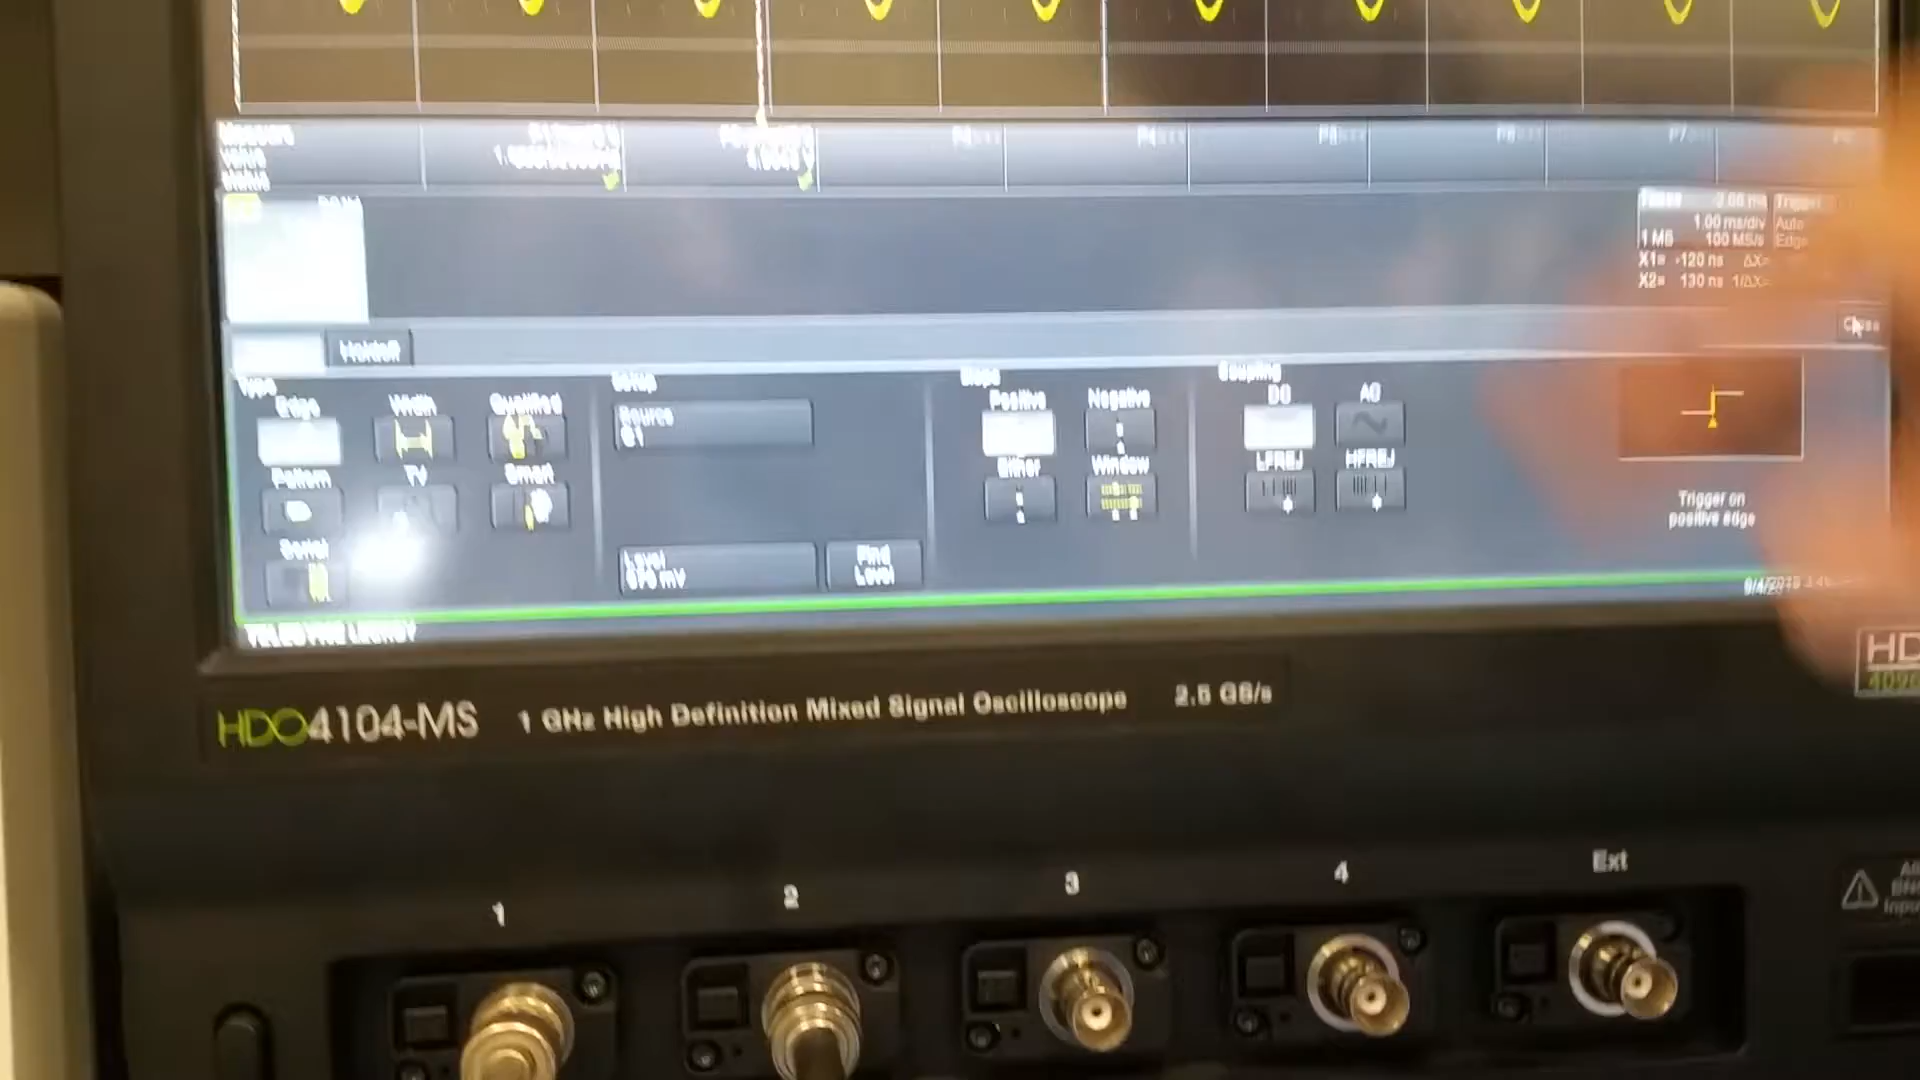 Measure
value
status
1.00 ms/div
1 MS 100 MS/s
X1= -120 ns ΔX=
X2= 130 ns 1/ΔX=
Trigger
Auto
Edge
Close
Holdoff
Type
Edge Width Qualified
Pattern TV Smart
Serial
Setup
Source
C1
Level
Find
Level
Slope
Positive Negative
Either Window
Coupling
DC AC
LFREJ HFREJ
Trigger on
positive edge
TELEDYNE LECROY
HDO4104-MS 1 GHz High Definition Mixed Signal Oscilloscope 2.5 GS/s
HD
1 2 3 4 Ext